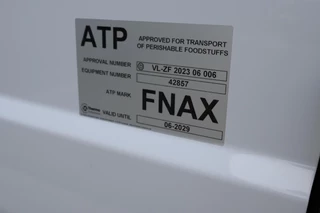 ATP APPROVED FOR TRANSPORT
OF PERISHABLE FOODSTUFFS
APPROVAL NUMBER VL-ZF 2023 06 006
EQUIPMENT NUMBER 42857
ATP MARK FNAX
VALID UNTIL 06-2029